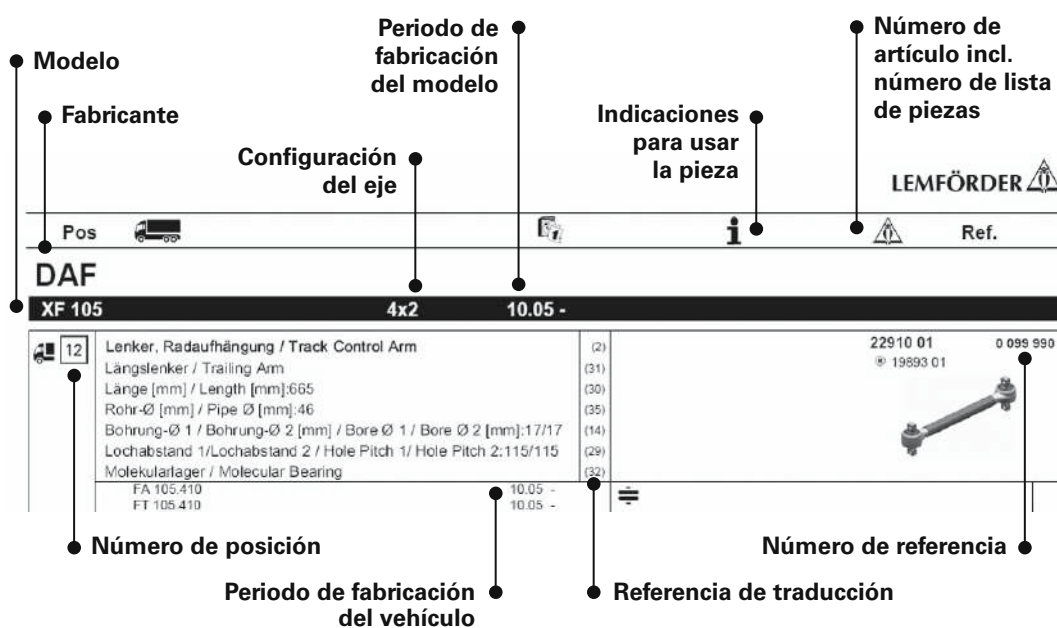 Modelo
Fabricante
Configuración
del eje
Periodo de
fabricación
del modelo
Indicaciones
para usar
la pieza
Número de
artículo incl.
número de lista
de piezas
LEMFÖRDER
Pos
i
Ref.
DAF
XF 105 4x2 10.05 -
12
Lenker, Radaufhängung / Track Control Arm (2)
Längslenker / Trailing Arm (31)
Länge [mm] / Length [mm]:665 (30)
Rohr-Ø [mm] / Pipe Ø [mm]:46 (35)
Bohrung-Ø 1 / Bohrung-Ø 2 [mm] / Bore Ø 1 / Bore Ø 2 [mm]:17/17 (14)
Lochabstand 1/Lochabstand 2 / Hole Pitch 1/ Hole Pitch 2:115/115 (29)
Molekularlager / Molecular Bearing (32)
22910 01 0 099 990
® 19893 01
FA 105.410 10.05 -
FT 105.410 10.05 -
Número de posición
Periodo de fabricación
del vehículo
Referencia de traducción
Número de referencia